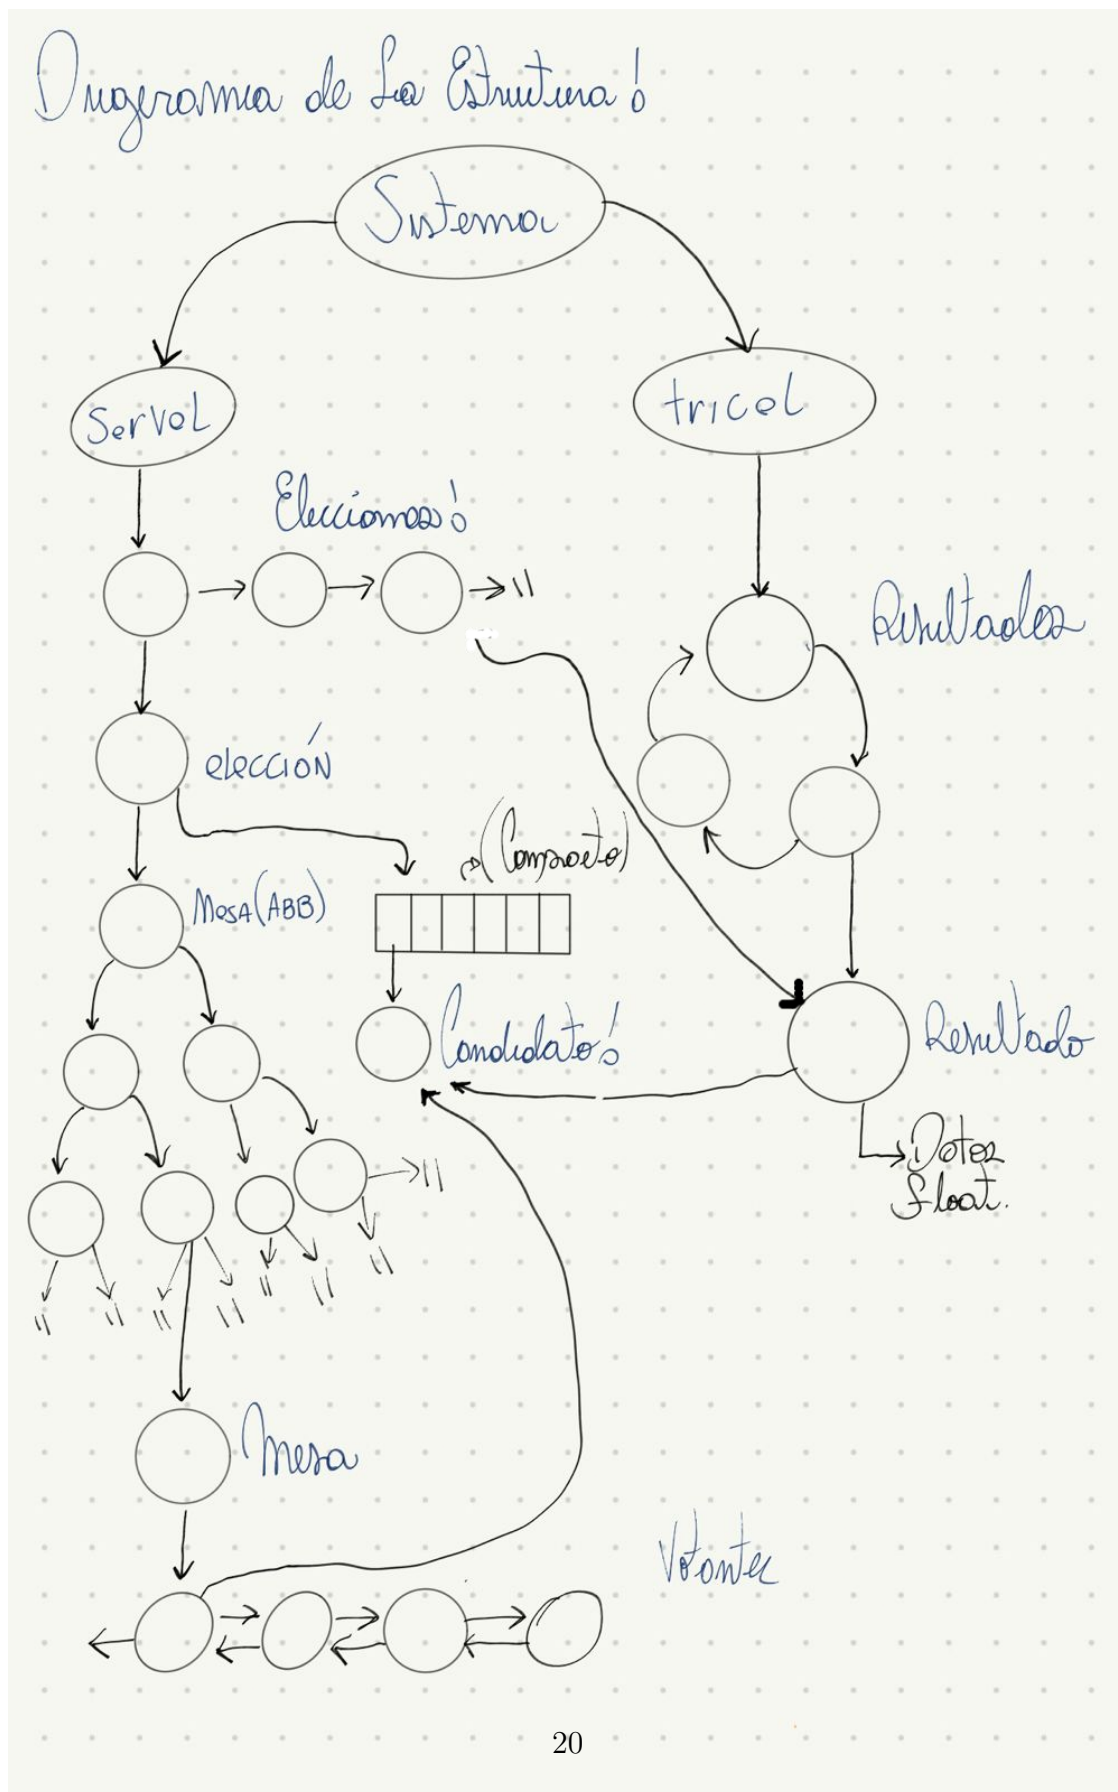 Diagrama de La Estructura:
Sistema
Servel
tricel
Elecciones:
Resultados
elección
(Compacto)
Mesa(ABB)
Candidatos:
Resultado
Datos
float.
Mesa
Votantes
20